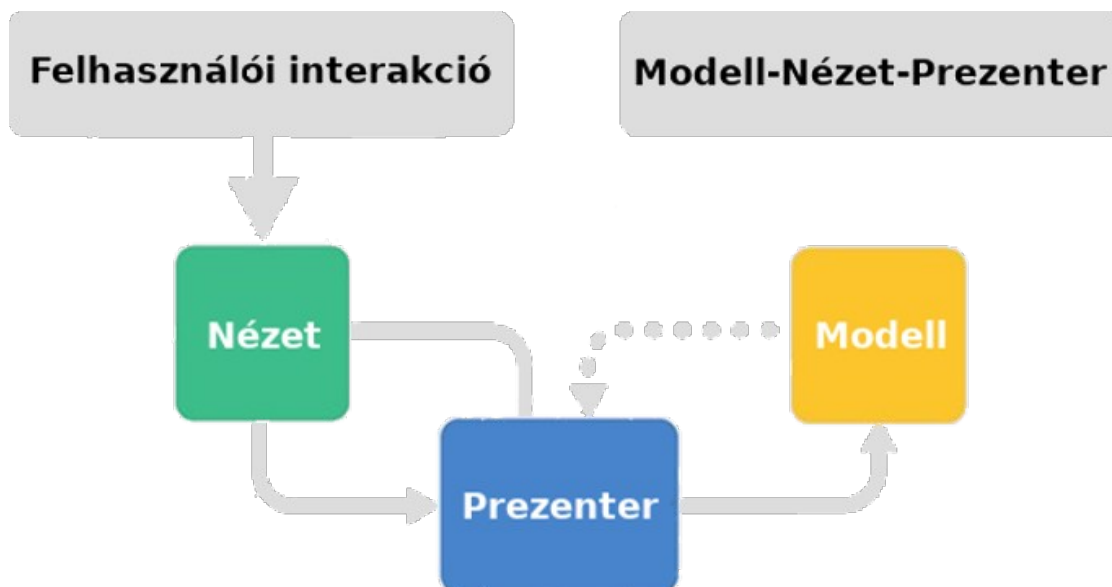 Felhasználói interakció
Modell-Nézet-Prezenter
Nézet
Modell
Prezenter